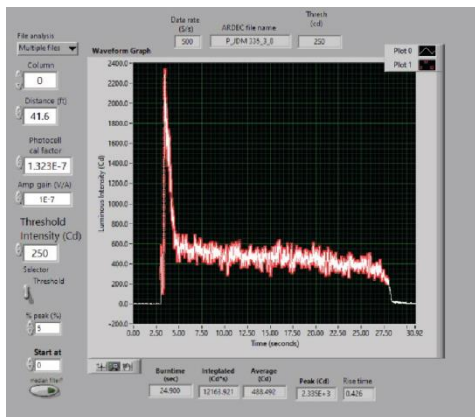 File analysis
Multiple files
Column
0
Distance (ft)
41.6
Photocell
cal factor
1.323E-7
Amp gain (V/A)
1E-7
Threshold
Intensity (Cd)
250
Selector
Threshold
% peak (%)
5
Start at
0
Data rate
(S/s)
500
ARDEC file name
P_JDM 335_3_0
Thresh
(cd)
250
Waveform Graph
Plot 0
Plot 1
Luminous Intensity (Cd)
2400.0
2200.0
2000.0
1800.0
1600.0
1400.0
1200.0
1000.0
800.0
600.0
400.0
200.0
0.0
-200.0
0.00 2.50 5.00 7.50 10.00 12.50 15.00 17.50 20.00 22.50 25.00 27.50 30.92
Time (seconds)
Burntime
(sec)
24.900
Integlated
(Cd*s)
12163.921
Average
(Cd)
488.492
Peak (Cd)
2.335E+3
Rise time
0.426